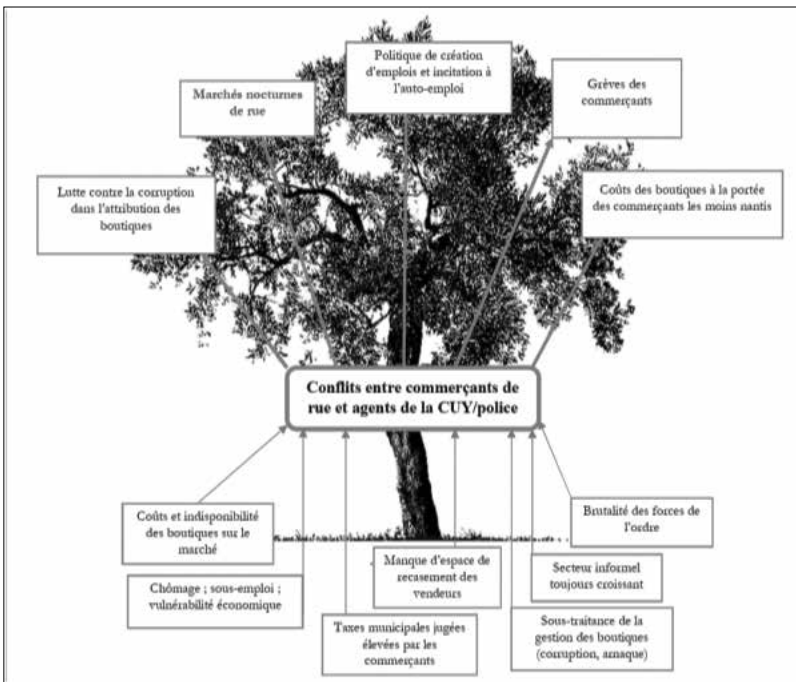 Politique de création
d'emplois et incitation à
l'auto-emploi
Grèves des
commerçants
Marchés nocturnes
de rue
Lutte contre la corruption
dans l'attribution des
boutiques
Coûts des boutiques à la portée
des commerçants les moins nantis
Conflits entre commerçants de
rue et agents de la CUY/police
Coûts et indisponibilité
des boutiques sur le
marché
Brutalité des forces de
l'ordre
Chômage ; sous-emploi ;
vulnérabilité économique
Manque d'espace de
recasement des
vendeurs
Secteur informel
toujours croissant
Taxes municipales jugées
élevées par les
commerçants
Sous-traitance de la
gestion des boutiques
(corruption, arnaque)